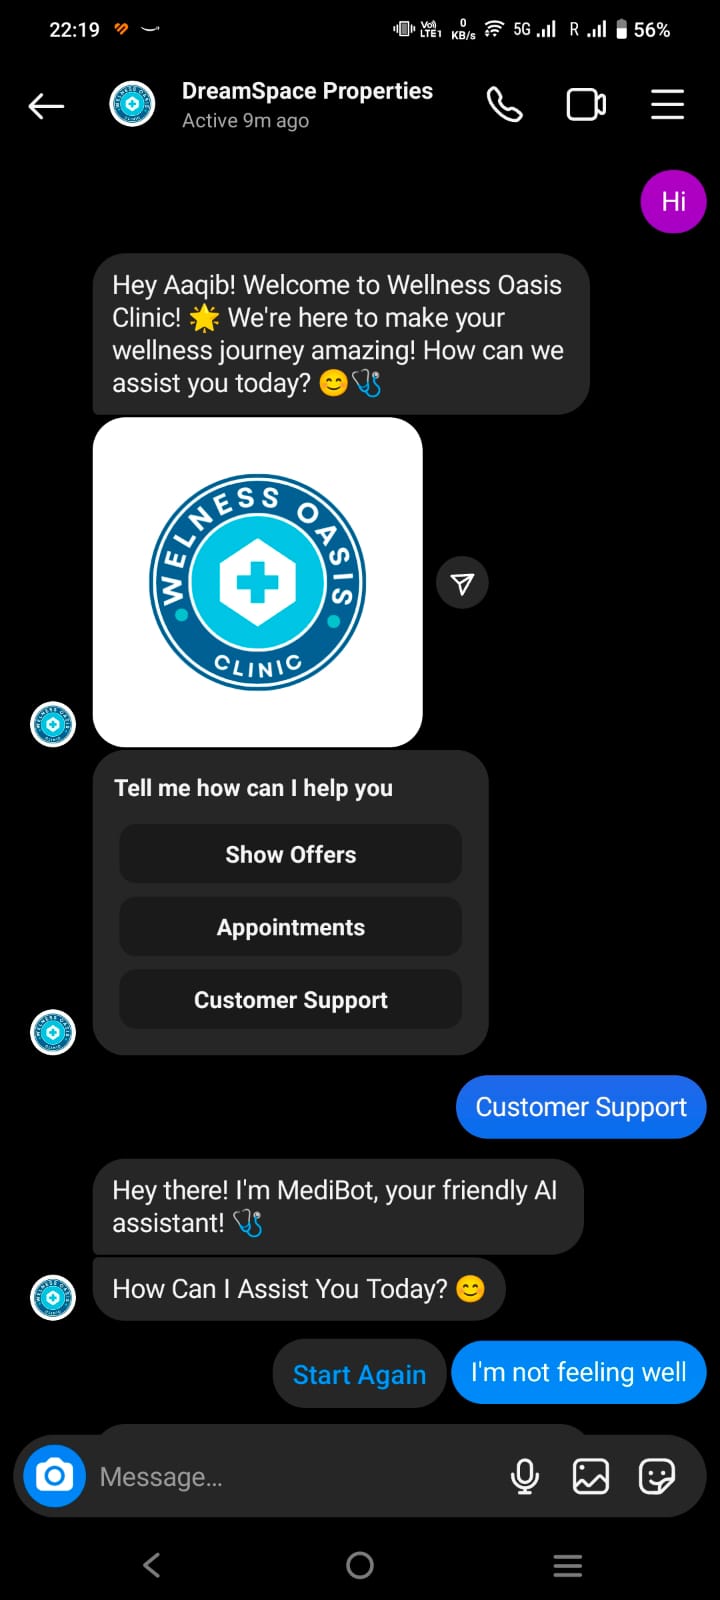 22:19
Vo)) LTE1
0 KB/s
5G
R
56%
DreamSpace Properties
Active 9m ago
Hi
Hey Aaqib! Welcome to Wellness Oasis
Clinic! 🌟 We're here to make your
wellness journey amazing! How can we
assist you today? 😊🩺
WELNESS OASIS
CLINIC
Tell me how can I help you
Show Offers
Appointments
Customer Support
Customer Support
Hey there! I'm MediBot, your friendly AI
assistant! 🩺
How Can I Assist You Today? 😊
Start Again
I'm not feeling well
Message...